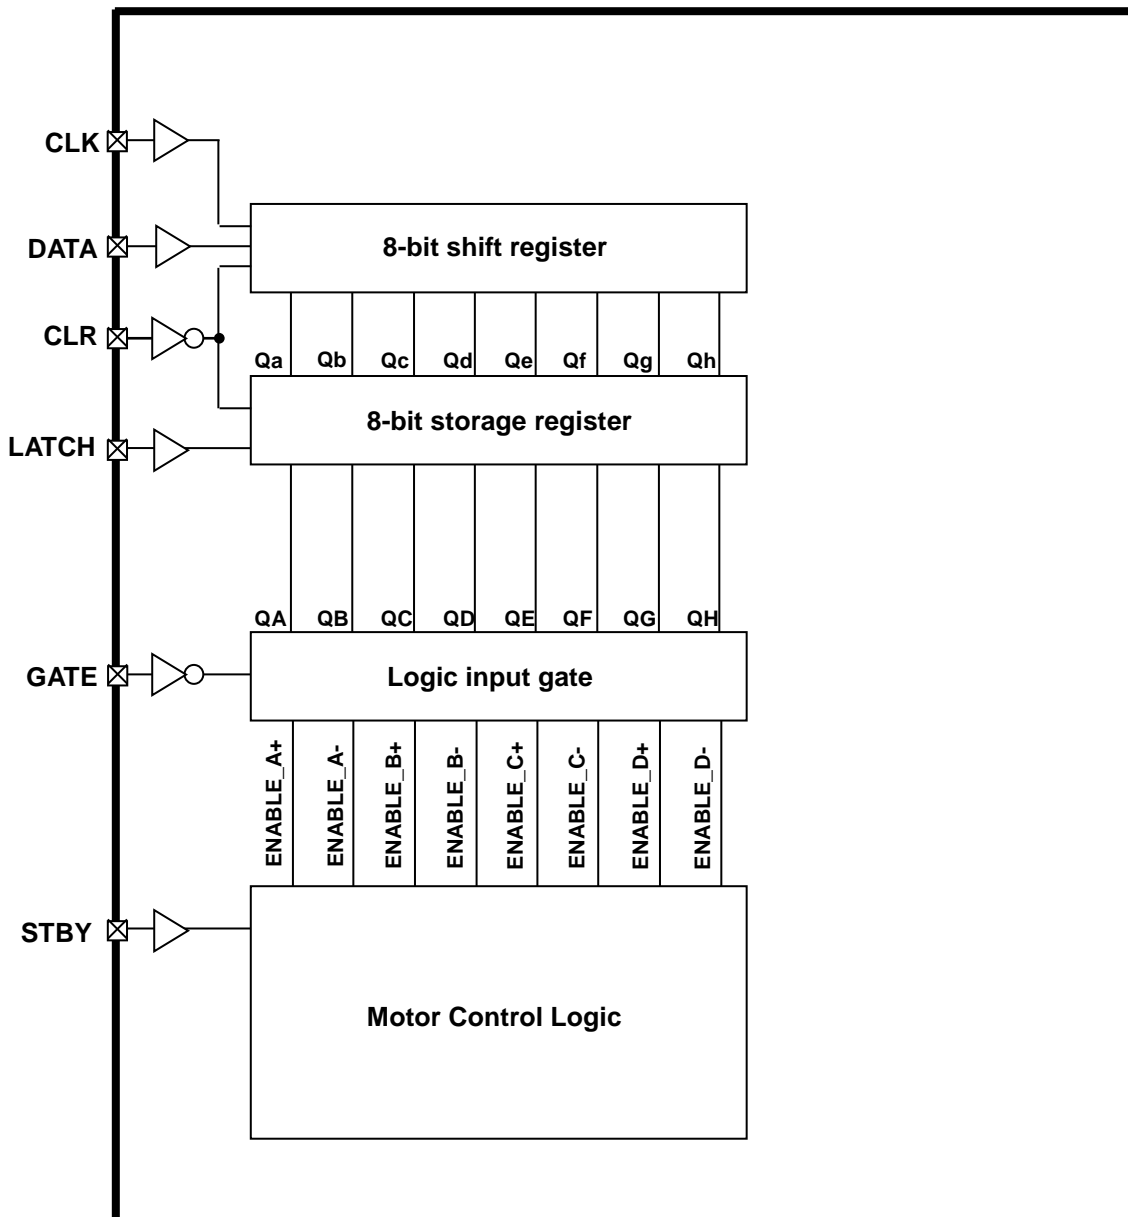 CLK
DATA
8-bit shift register
CLR
Qa Qb Qc Qd Qe Qf Qg Qh
8-bit storage register
LATCH
QA QB QC QD QE QF QG QH
GATE
Logic input gate
ENABLE_A+
ENABLE_A-
ENABLE_B+
ENABLE_B-
ENABLE_C+
ENABLE_C-
ENABLE_D+
ENABLE_D-
STBY
Motor Control Logic